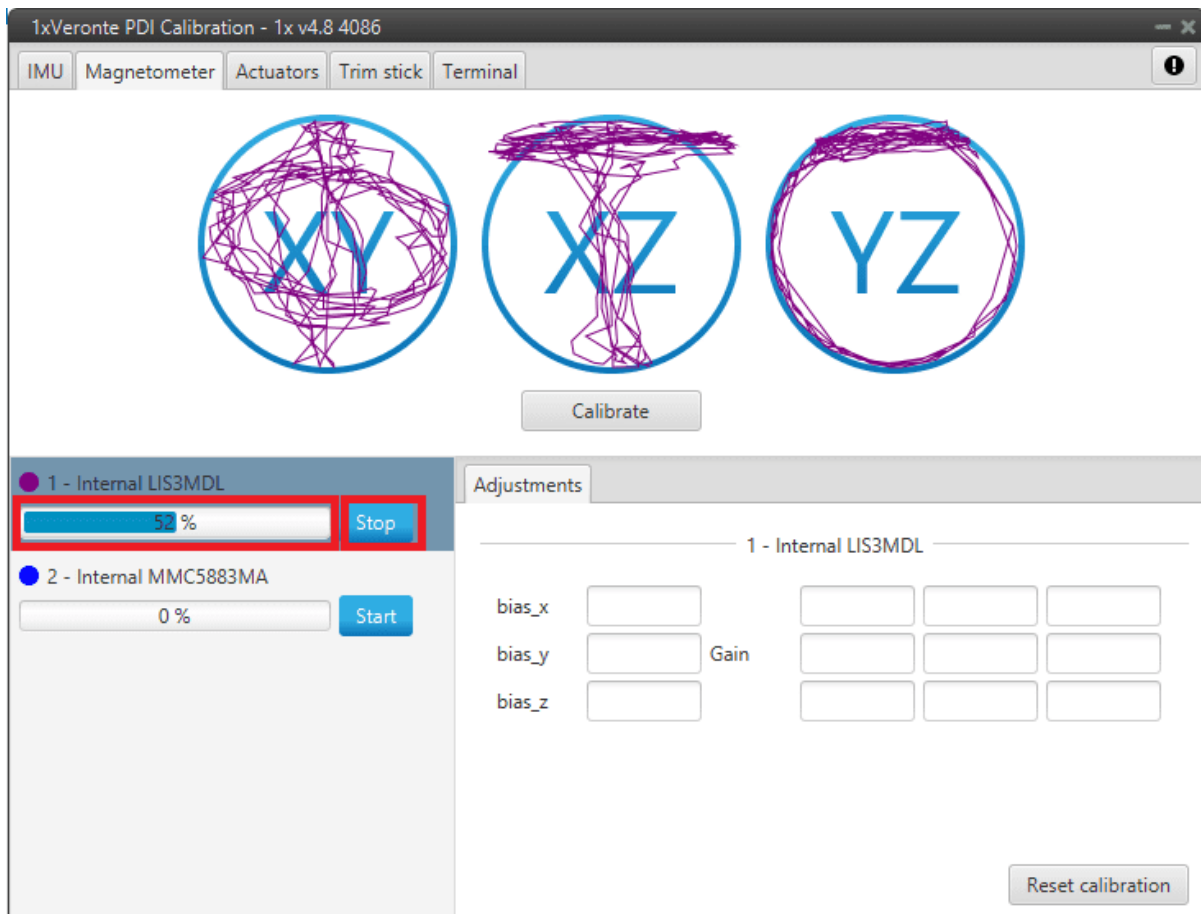 1xVeronte PDI Calibration - 1x v4.8 4086
IMU Magnetometer Actuators Trim stick Terminal
XY XZ YZ
Calibrate
1 - Internal LIS3MDL
52 %
Stop
2 - Internal MMC5883MA
0 %
Start
Adjustments
1 - Internal LIS3MDL
bias_x
bias_y Gain
bias_z
Reset calibration